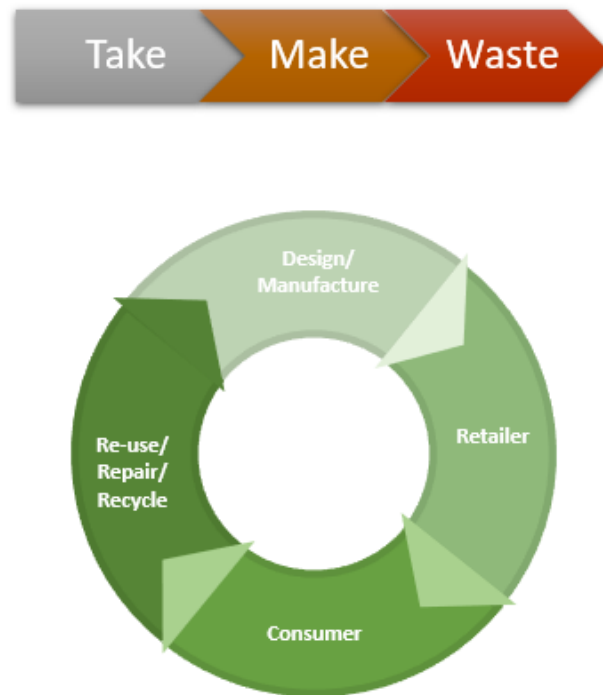 Take
Make
Waste
Design/
Manufacture
Retailer
Re-use/
Repair/
Recycle
Consumer